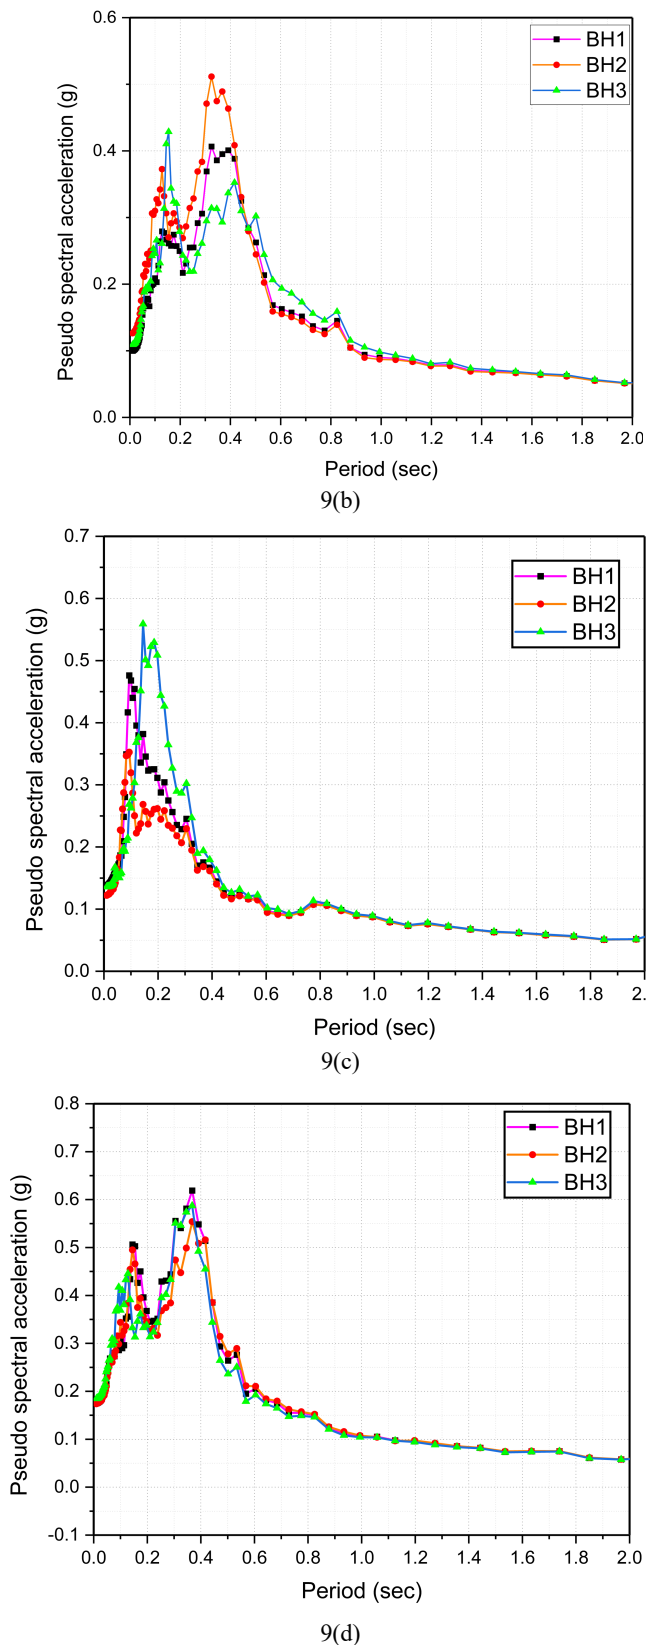 0.6
0.4
0.2
0.0
Pseudo spectral acceleration (g)
BH1
BH2
BH3
0.0 0.2 0.4 0.6 0.8 1.0 1.2 1.4 1.6 1.8 2.0
Period (sec)
9(b)
0.7
0.6
0.5
0.4
0.3
0.2
0.1
0.0
Pseudo spectral acceleration (g)
BH1
BH2
BH3
0.0 0.2 0.4 0.6 0.8 1.0 1.2 1.4 1.6 1.8 2.
Period (sec)
9(c)
0.8
0.7
0.6
0.5
0.4
0.3
0.2
0.1
0.0
-0.1
Pseudo spectral acceleration (g)
BH1
BH2
BH3
0.0 0.2 0.4 0.6 0.8 1.0 1.2 1.4 1.6 1.8 2.0
Period (sec)
9(d)